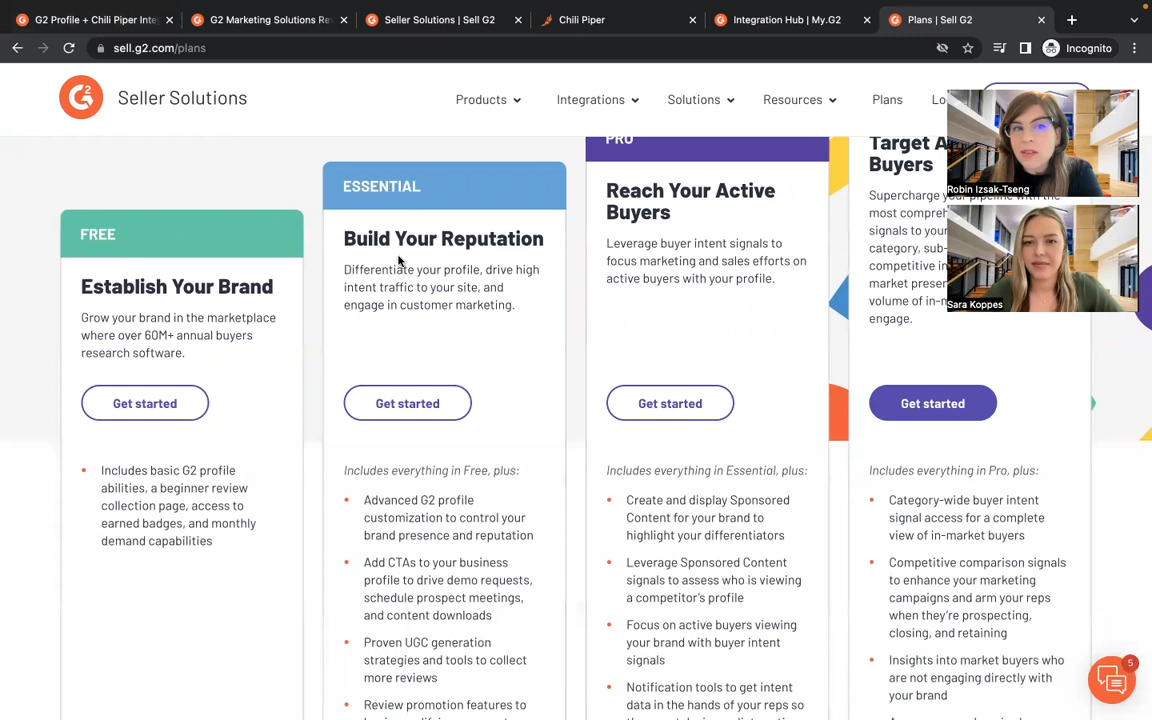 G2 Profile + Chili Piper Inte
G2 Marketing Solutions Re
Seller Solutions | Sell G2
Chili Piper
Integration Hub | My.G2
Plans | Sell G2
sell.g2.com/plans
Incognito
Seller Solutions
Products
Integrations
Solutions
Resources
Plans
Lo
Robin Izsak-Tseng
Sara Koppes
FREE
Establish Your Brand
Grow your brand in the marketplace
where over 60M+ annual buyers
research software.
Get started
Includes basic G2 profile
abilities, a beginner review
collection page, access to
earned badges, and monthly
demand capabilities
ESSENTIAL
Build Your Reputation
Differentiate your profile, drive high
intent traffic to your site, and
engage in customer marketing.
Get started
Includes everything in Free, plus:
Advanced G2 profile
customization to control your
brand presence and reputation
Add CTAs to your business
profile to drive demo requests,
schedule prospect meetings,
and content downloads
Proven UGC generation
strategies and tools to collect
more reviews
Review promotion features to
PRO
Reach Your Active
Buyers
Leverage buyer intent signals to
focus marketing and sales efforts on
active buyers with your profile.
Get started
Includes everything in Essential, plus:
Create and display Sponsored
Content for your brand to
highlight your differentiators
Leverage Sponsored Content
signals to assess who is viewing
a competitor's profile
Focus on active buyers viewing
your brand with buyer intent
signals
Notification tools to get intent
data in the hands of your reps so
Target A
Buyers
Supercharge your pipeline with the
most compreh
signals to your
category, sub-
competitive in
market presen
volume of in-m
engage.
Get started
Includes everything in Pro, plus:
Category-wide buyer intent
signal access for a complete
view of in-market buyers
Competitive comparison signals
to enhance your marketing
campaigns and arm your reps
when they're prospecting,
closing, and retaining
Insights into market buyers who
are not engaging directly with
your brand
5